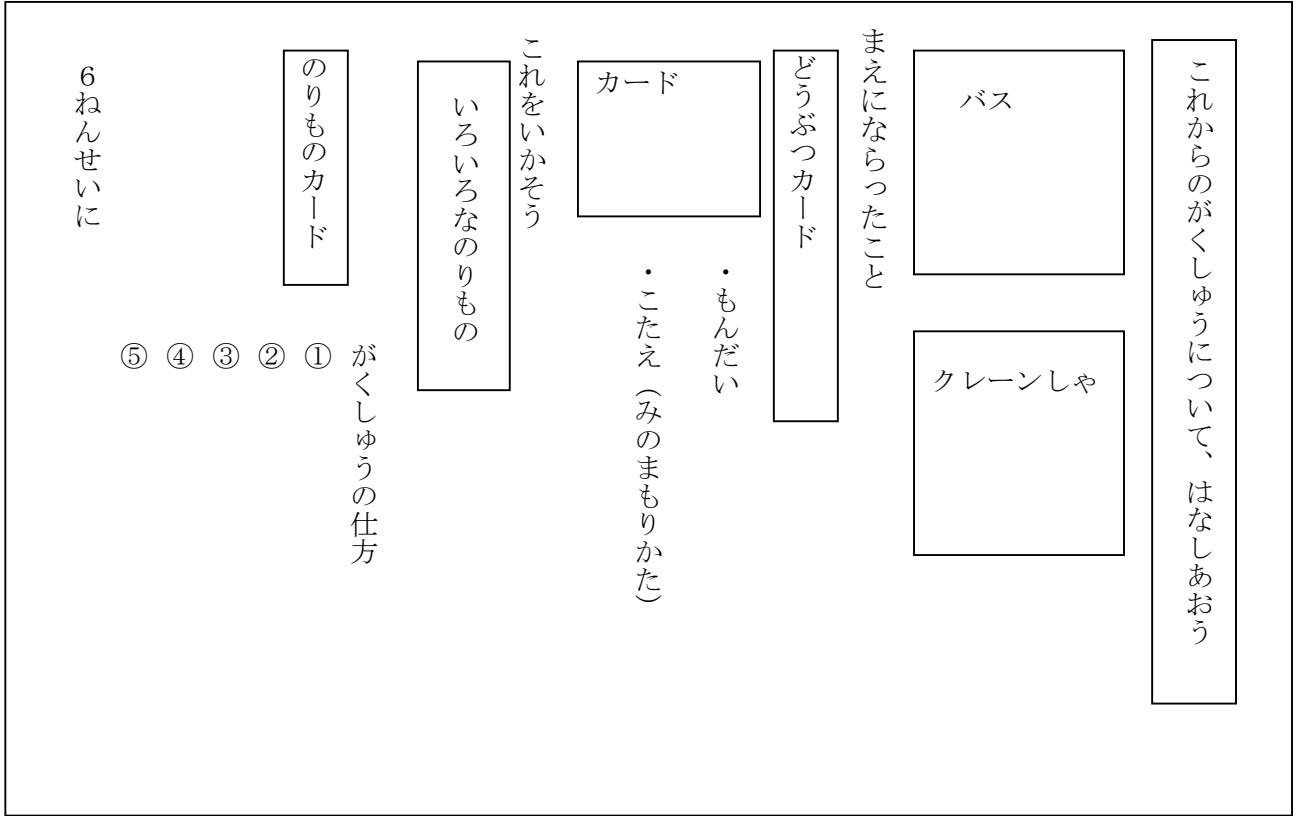 これからのがくしゅうについて、はなしあおう
バス
クレーンしゃ
まえにならったこと
どうぶつカード
・もんだい
カード
・こたえ（みのまもりかた）
これをいかそう
いろいろなのりもの
がくしゅうの仕方
のりものカード
①
②
③
④
⑤
６ねんせいに